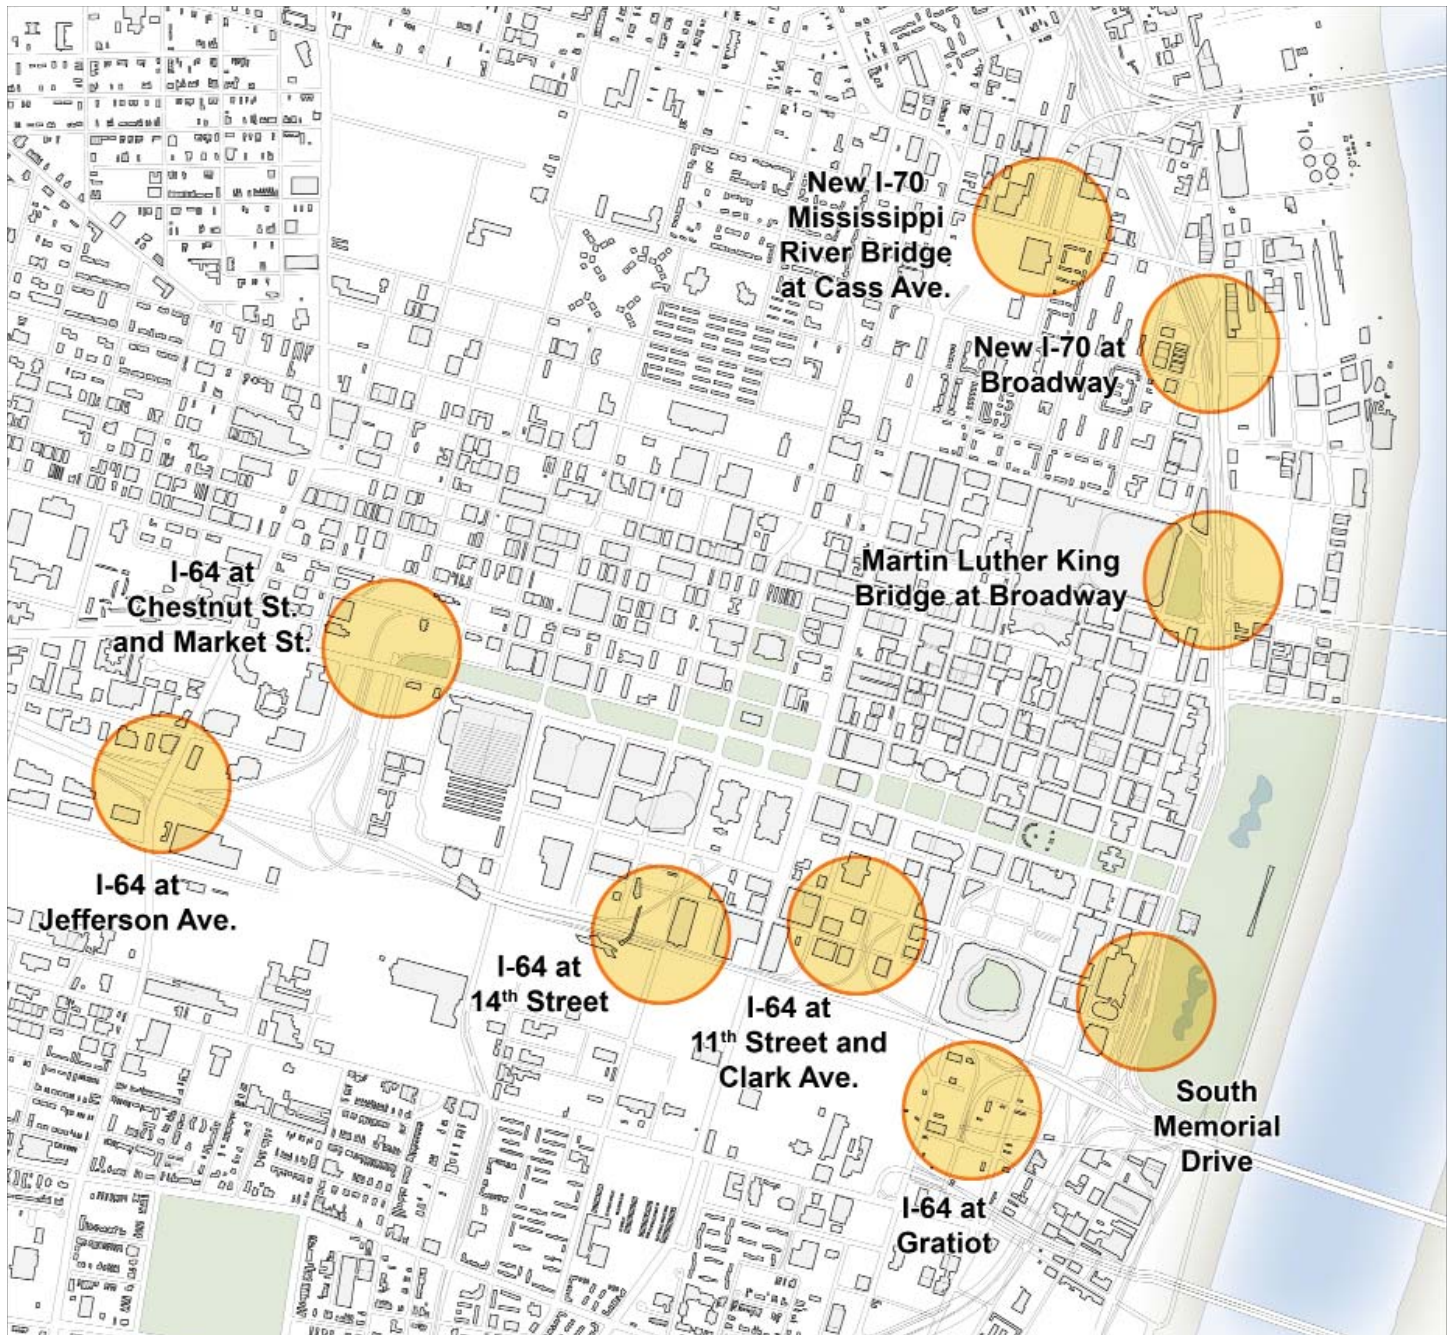 New I-70
Mississippi
River Bridge
at Cass Ave.
New I-70 at
Broadway
Martin Luther King
Bridge at Broadway
I-64 at
Chestnut St.
and Market St.
I-64 at
Jefferson Ave.
I-64 at
14th Street
I-64 at
11th Street and
Clark Ave.
South
Memorial
Drive
I-64 at
Gratiot